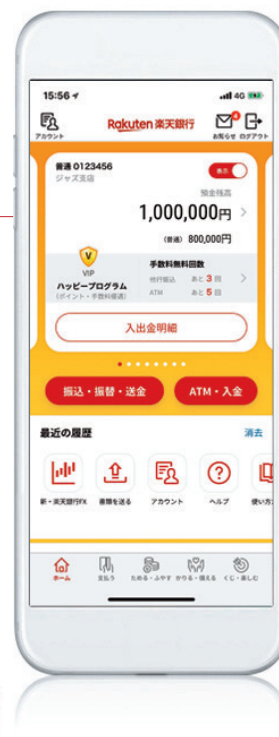 15:56
4G
アカウント
Rakuten 楽天銀行
お知らせ ログアウト
普通 0123456
表示
ジャズ支店
預金残高
1,000,000円
(普通) 800,000円
V
VIP
ハッピープログラム
(ポイント・手数料優遇)
手数料無料回数
他行振込 あと3回
ATM あと5回
入出金明細
振込・振替・送金
ATM・入金
最近の履歴
消去
新・楽天銀行FX
書類を送る
アカウント
ヘルプ
使い方
ホーム
支払う
ためる・ふやす
かりる・備える
くじ・楽しむ